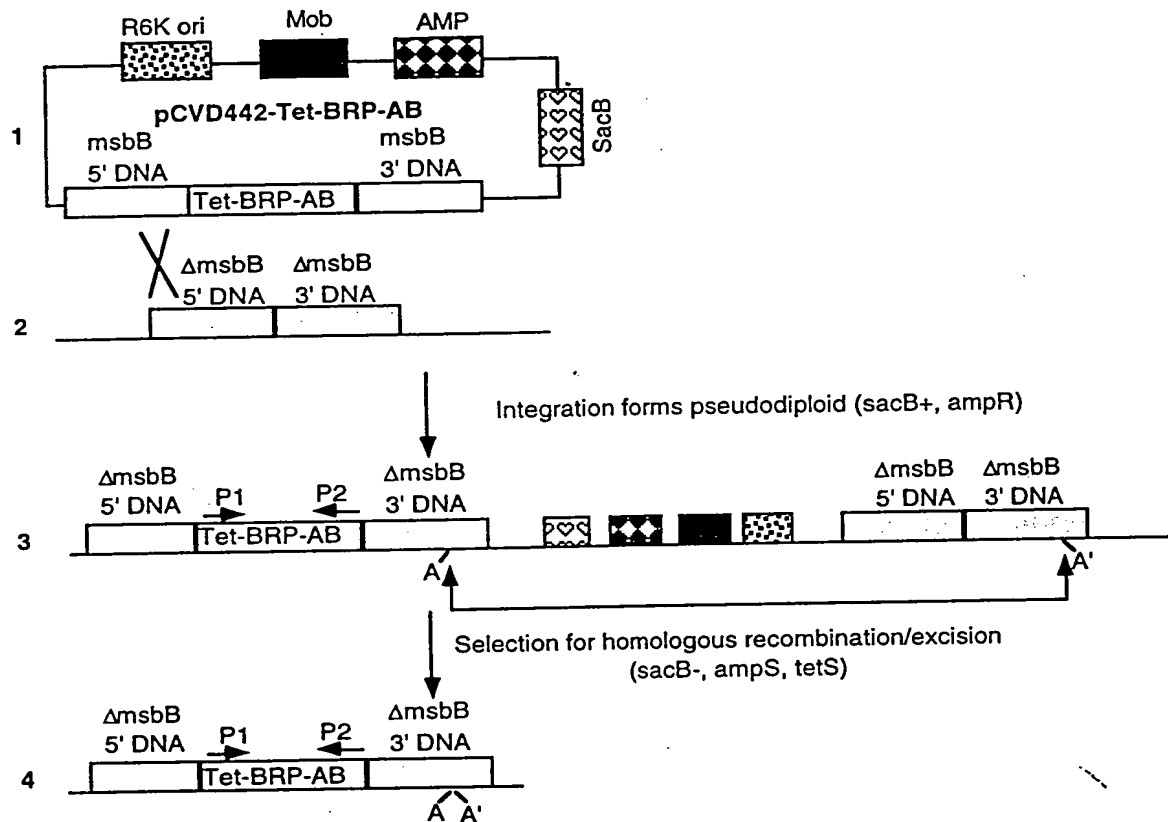 R6K ori
Mob
AMP
SacB
pCVD442-Tet-BRP-AB
1
msbB
5' DNA
msbB
3' DNA
Tet-BRP-AB
ΔmsbB
5' DNA
ΔmsbB
3' DNA
2
Integration forms pseudodiploid (sacB+, ampR)
ΔmsbB
5' DNA
P1
P2
ΔmsbB
3' DNA
ΔmsbB
5' DNA
ΔmsbB
3' DNA
3
Tet-BRP-AB
A
A'
Selection for homologous recombination/excision
(sacB-, ampS, tetS)
ΔmsbB
5' DNA
P1
P2
ΔmsbB
3' DNA
4
Tet-BRP-AB
A A'